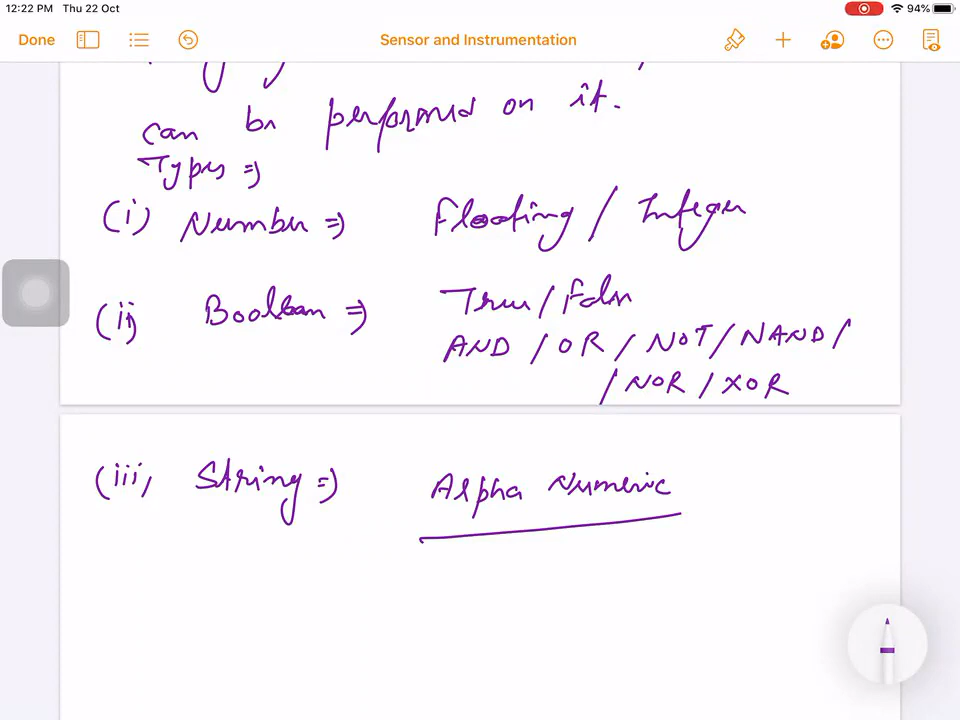 12:22 PM Thu 22 Oct 94%
Done Sensor and Instrumentation
can be performed on it.
Types ⇒
(i) Number ⇒ Floating / Integer
(ii) Boolean ⇒ True / False
AND / OR / NOT / NAND /
/ NOR / XOR
(iii) String ⇒ Alpha Numeric